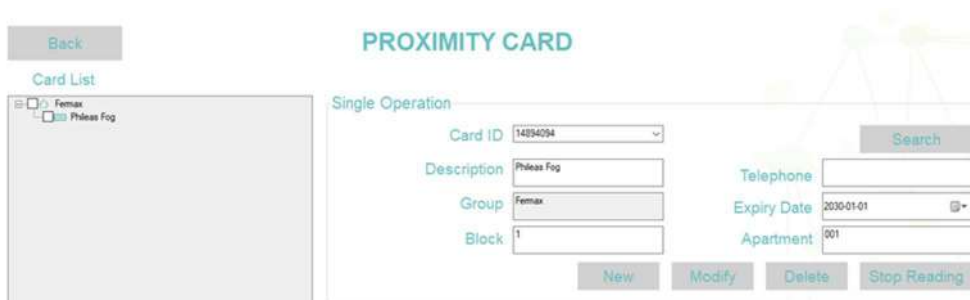 Back
PROXIMITY CARD
Card List
Fermax
Phileas Fog
Single Operation
Card ID 14894094
Search
Description Phileas Fog
Telephone
Group Fermax
Expiry Date 2030-01-01
Block 1
Apartment 001
New Modify Delete Stop Reading